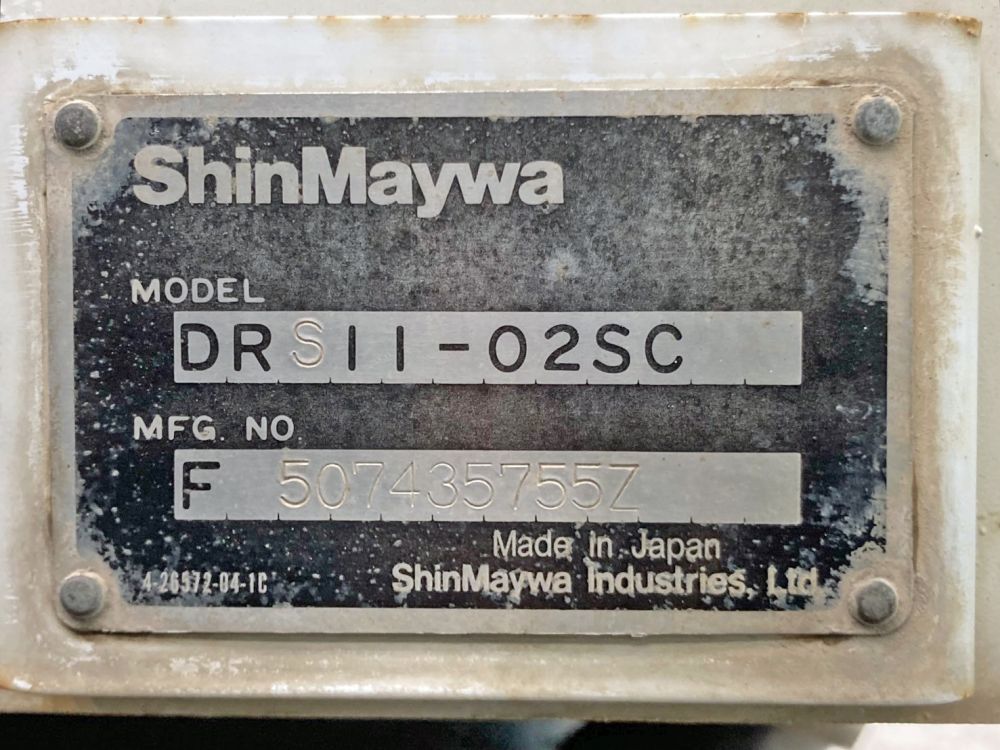 ShinMaywa
MODEL
DRS11-02SC
MFG. NO.
F 507435755Z
Made In Japan
4-26572-04-1C ShinMaywa Industries, Ltd.